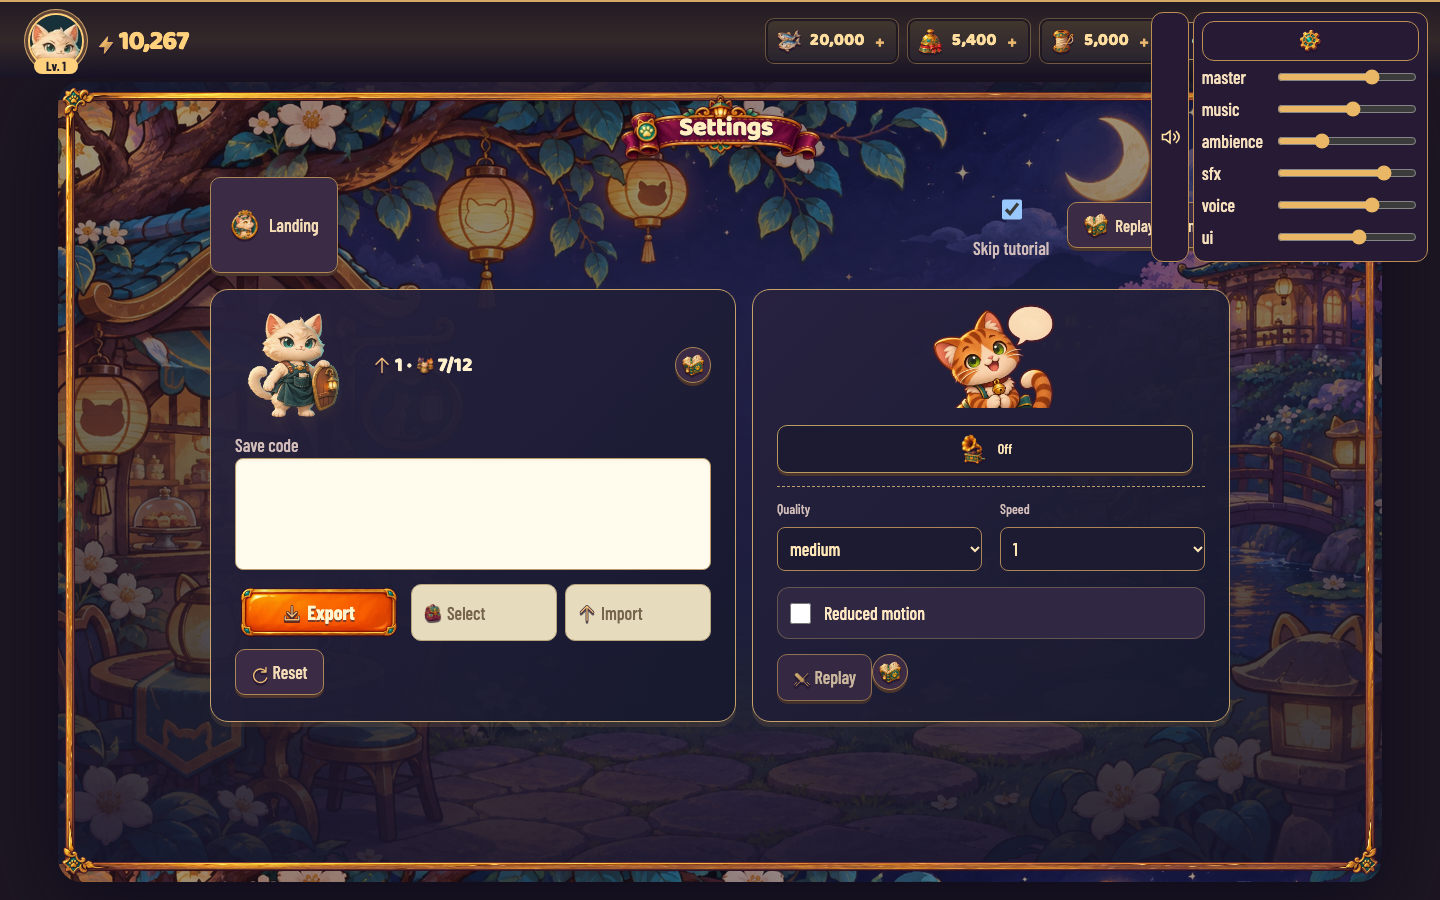 10,267
20,000 +
5,400 +
5,000 +
Lv. 1
master
music
ambience
sfx
voice
ui
Settings
Landing
Skip tutorial
Replay
1 · 7/12
Save code
Off
Quality
Speed
medium
1
Export
Select
Import
Reduced motion
Reset
Replay